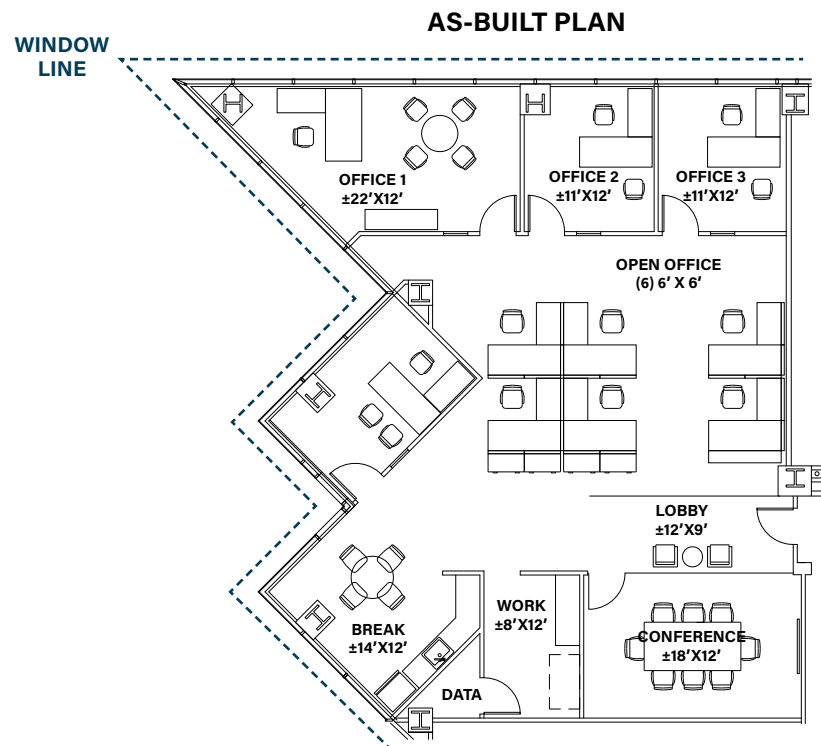 AS-BUILT PLAN
WINDOW
LINE
OFFICE 1
±22'X12'
OFFICE 2
±11'X12'
OFFICE 3
±11'X12'
OPEN OFFICE
(6) 6' X 6'
LOBBY
±12'X9'
WORK
±8'X12'
BREAK
±14'X12'
CONFERENCE
±18'X12'
DATA